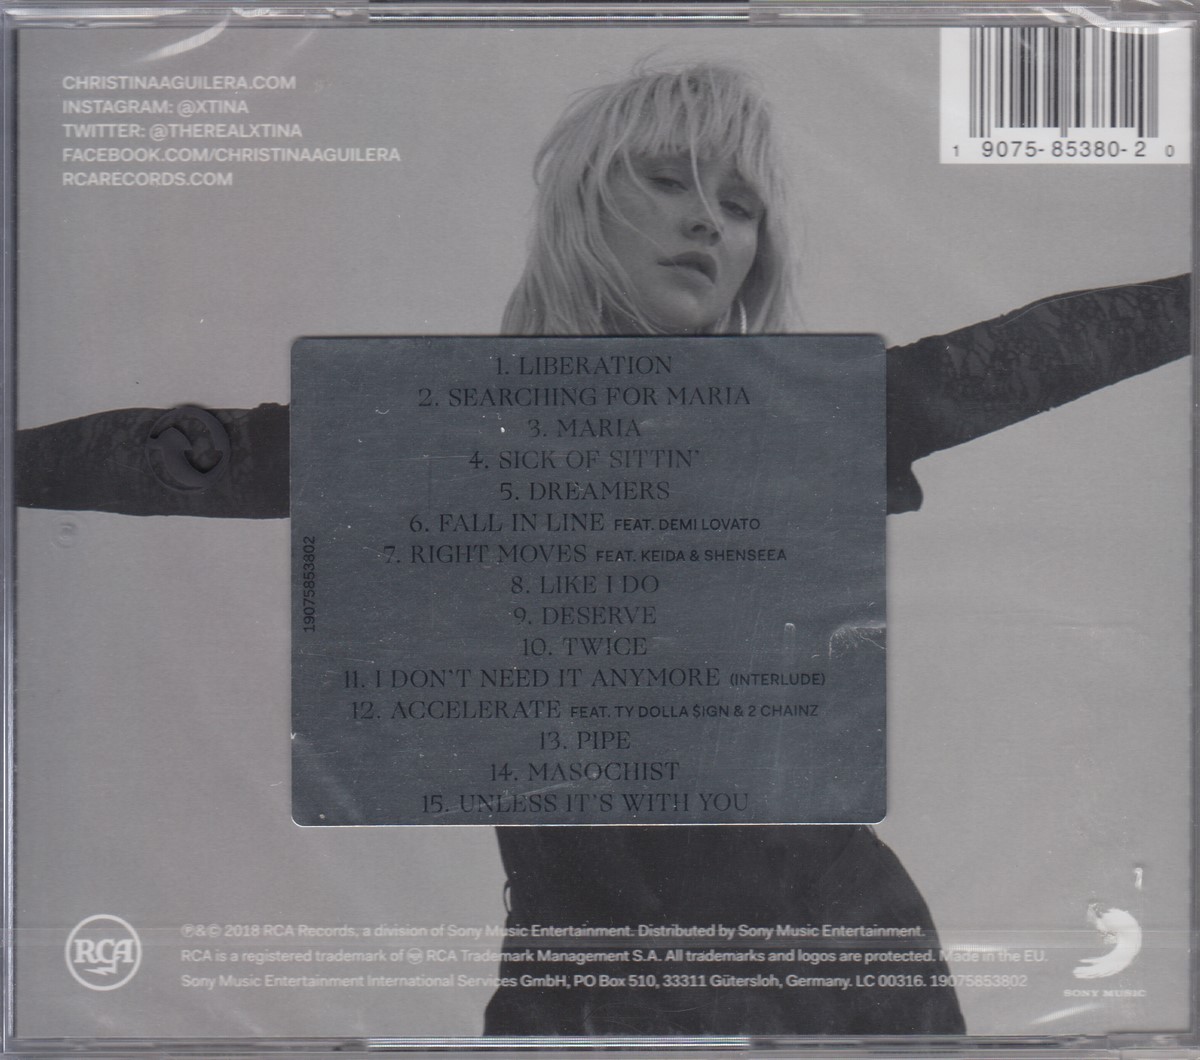 CHRISTINAAGUILERA.COM
INSTAGRAM: @XTINA
TWITTER: @THEREALXTINA
FACEBOOK.COM/CHRISTINAAGUILERA
RCARECORDS.COM
1 9075-85380-2 0
1. LIBERATION
2. SEARCHING FOR MARIA
3. MARIA
4. SICK OF SITTIN'
5. DREAMERS
6. FALL IN LINE FEAT. DEMI LOVATO
7. RIGHT MOVES FEAT. KEIDA & SHENSEEA
8. LIKE I DO
9. DESERVE
10. TWICE
11. I DON'T NEED IT ANYMORE (INTERLUDE)
12. ACCELERATE FEAT. TY DOLLA $IGN & 2 CHAINZ
13. PIPE
14. MASOCHIST
15. UNLESS IT'S WITH YOU
19075853802
RCA
℗&© 2018 RCA Records, a division of Sony Music Entertainment. Distributed by Sony Music Entertainment.
RCA is a registered trademark of RCA Trademark Management S.A. All trademarks and logos are protected. Made in the EU.
Sony Music Entertainment International Services GmbH, PO Box 510, 33311 Gütersloh, Germany. LC 00316. 19075853802
SONY MUSIC